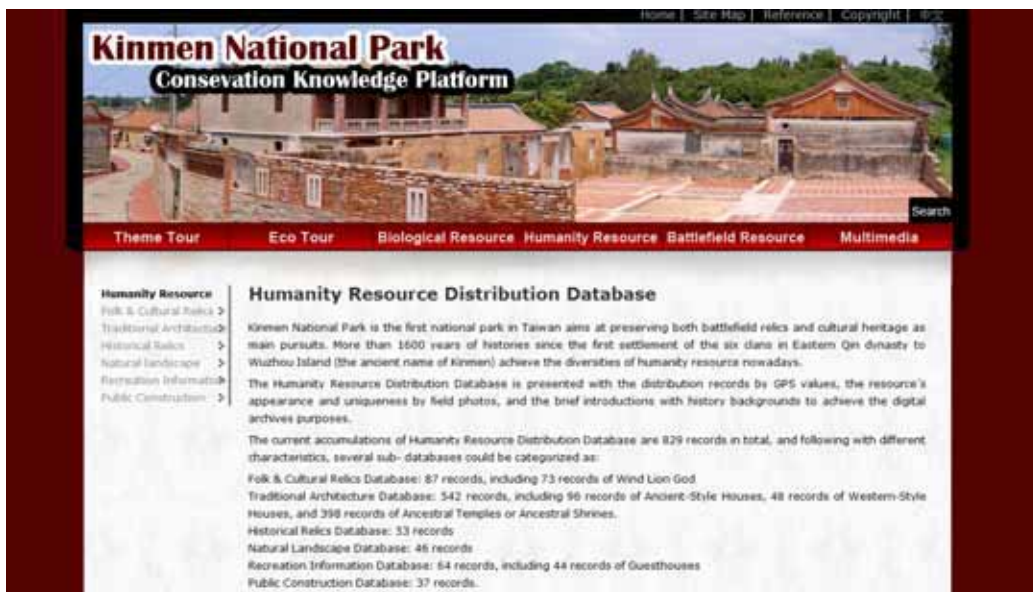 Home | Site Map | Reference | Copyright | 中文
Kinmen National Park
Consevation Knowledge Platform
Search
Theme Tour Eco Tour Biological Resource Humanity Resource Battlefield Resource Multimedia
Humanity Resource
Folk & Cultural Relics >
Traditional Architectu>
Historical Relics >
Natural landscape >
Recreation Informatio>
Public Construction >
Humanity Resource Distribution Database
Kinmen National Park is the first national park in Taiwan aims at preserving both battlefield relics and cultural heritage as
main pursuits. More than 1600 years of histories since the first settlement of the six clans in Eastern Qin dynasty to
Wuzhou Island (the ancient name of Kinmen) achieve the diversities of humanity resource nowadays.
The Humanity Resource Distribution Database is presented with the distribution records by GPS values, the resource's
appearance and uniqueness by field photos, and the brief introductions with history backgrounds to achieve the digital
archives purposes.
The current accumulations of Humanity Resource Distribution Database are 829 records in total, and following with different
characteristics, several sub- databases could be categorized as:
Folk & Cultural Relics Database: 87 records, including 73 records of Wind Lion God
Traditional Architecture Database: 542 records, including 96 records of Ancient-Style Houses, 48 records of Western-Style
Houses, and 398 records of Ancestral Temples or Ancestral Shrines.
Historical Relics Database: 53 records
Natural Landscape Database: 46 records
Recreation Information Database: 64 records, including 44 records of Guesthouses
Public Construction Database: 37 records.